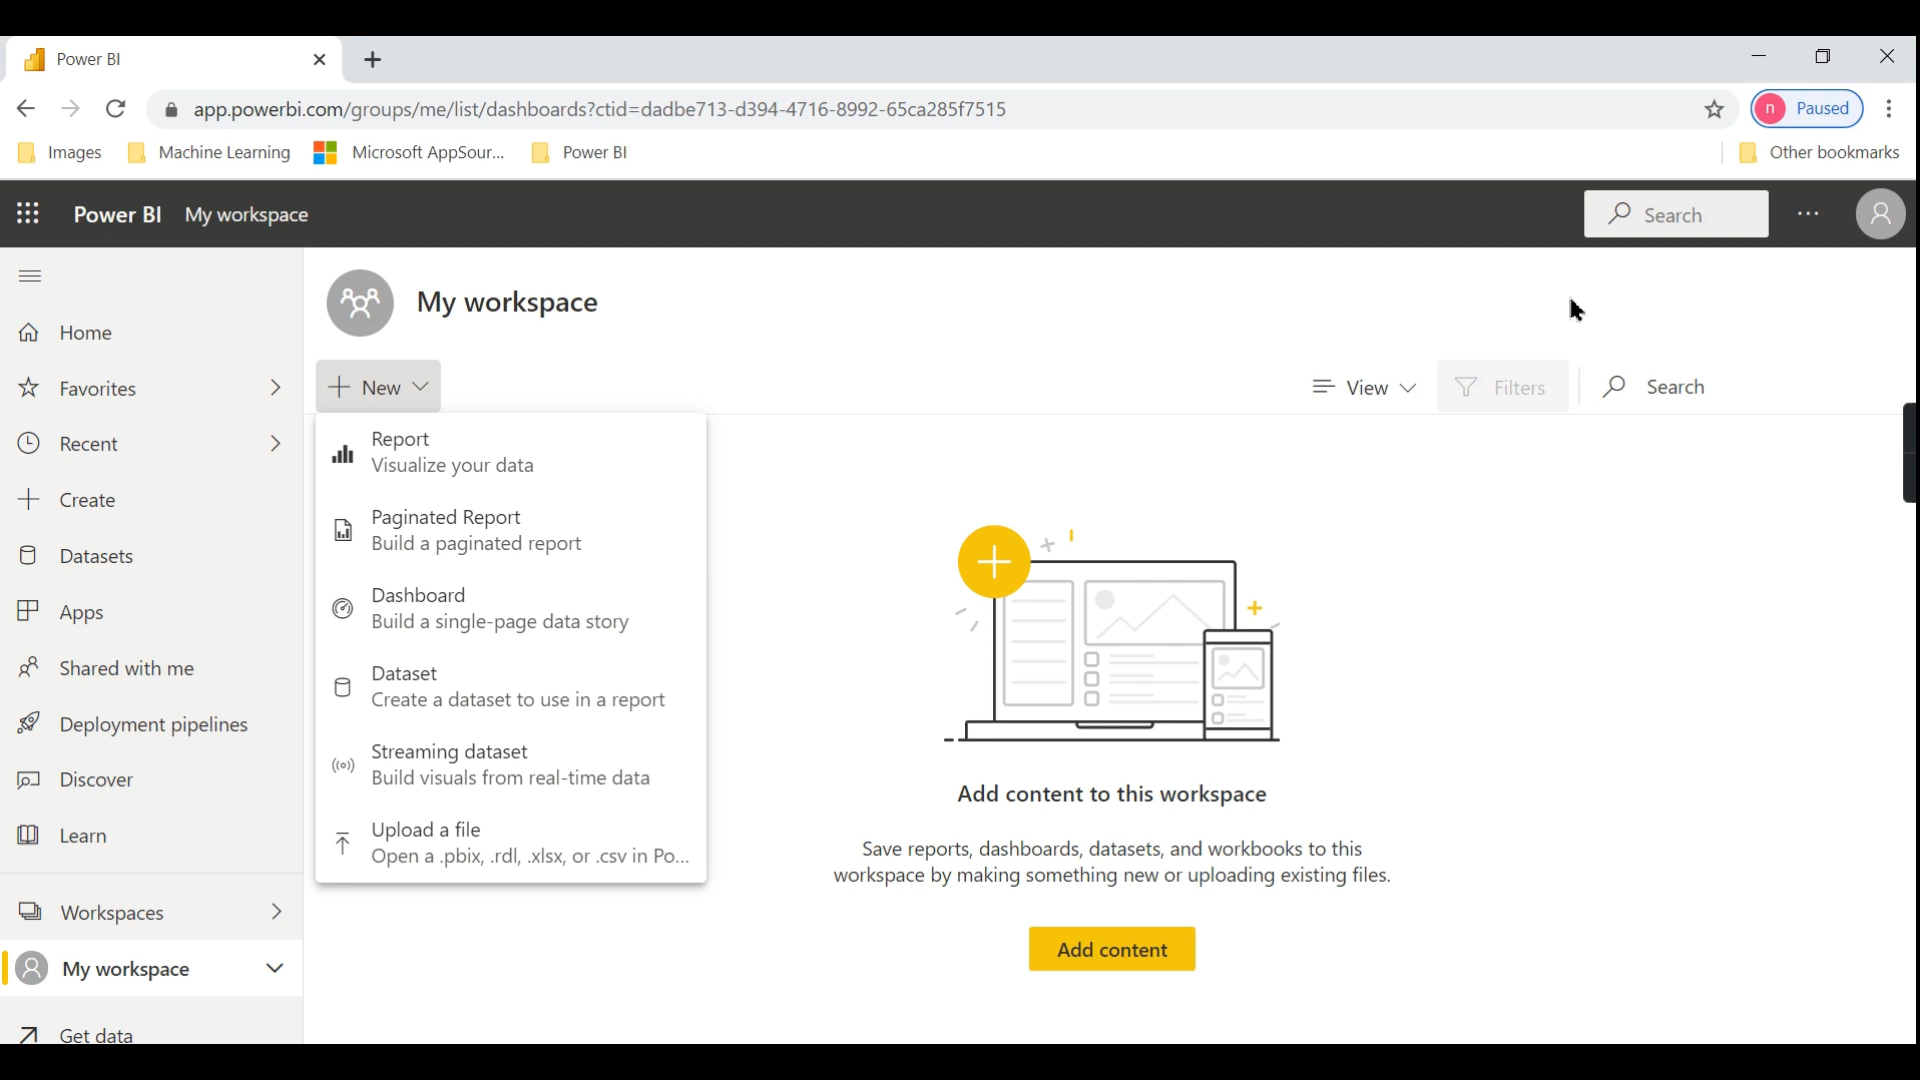 Power BI
app.powerbi.com/groups/me/list/dashboards?ctid=dadbe713-d394-4716-8992-65ca285f7515
n Paused
Images Machine Learning Microsoft AppSour... Power BI Other bookmarks
Power BI My workspace Search
Home
Favorites
Recent
Create
Datasets
Apps
Shared with me
Deployment pipelines
Discover
Learn
Workspaces
My workspace
Get data
My workspace
New View Filters Search
Report
Visualize your data
Paginated Report
Build a paginated report
Dashboard
Build a single-page data story
Dataset
Create a dataset to use in a report
Streaming dataset
Build visuals from real-time data
Upload a file
Open a .pbix, .rdl, .xlsx, or .csv in Po...
Add content to this workspace
Save reports, dashboards, datasets, and workbooks to this
workspace by making something new or uploading existing files.
Add content